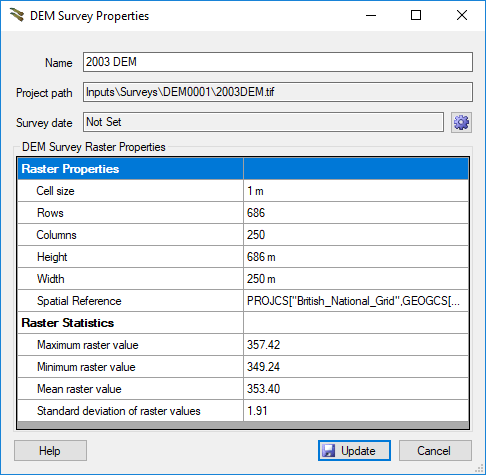 DEM Survey Properties
Name 2003 DEM
Project path Inputs\Surveys\DEM0001\2003DEM.tif
Survey date Not Set
DEM Survey Raster Properties
Raster Properties
Cell size 1 m
Rows 686
Columns 250
Height 686 m
Width 250 m
Spatial Reference PROJCS["British_National_Grid",GEOGCS[...
Raster Statistics
Maximum raster value 357.42
Minimum raster value 349.24
Mean raster value 353.40
Standard deviation of raster values 1.91
Help Update Cancel